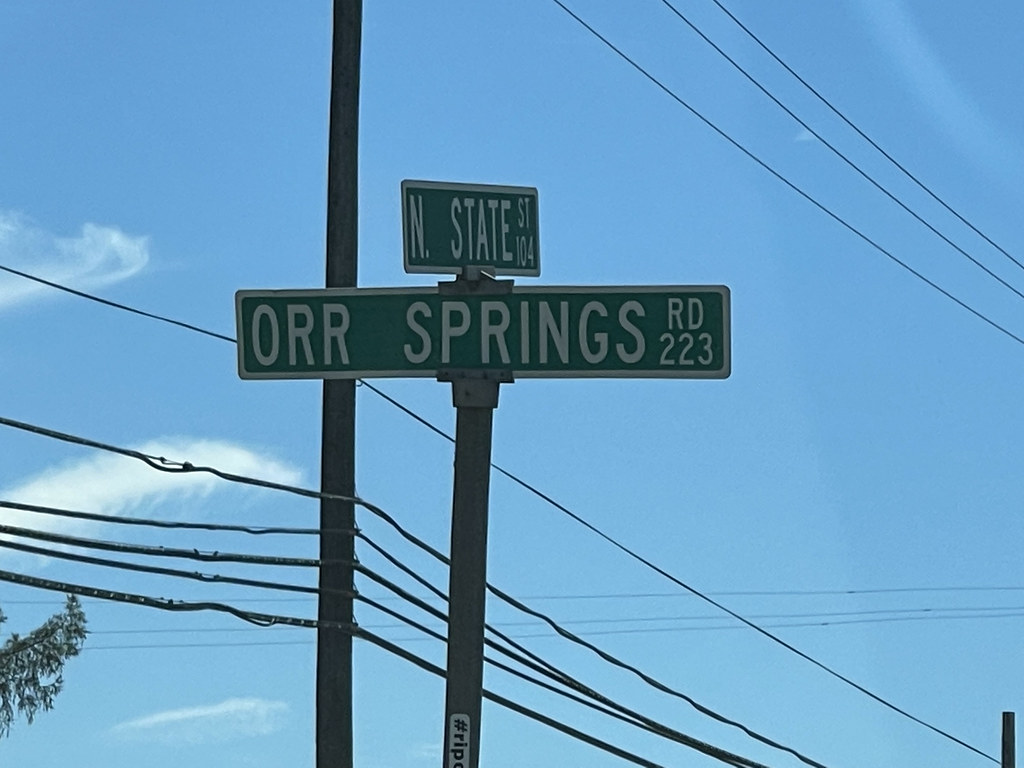 N. STATE ST 104
ORR SPRINGS RD 223